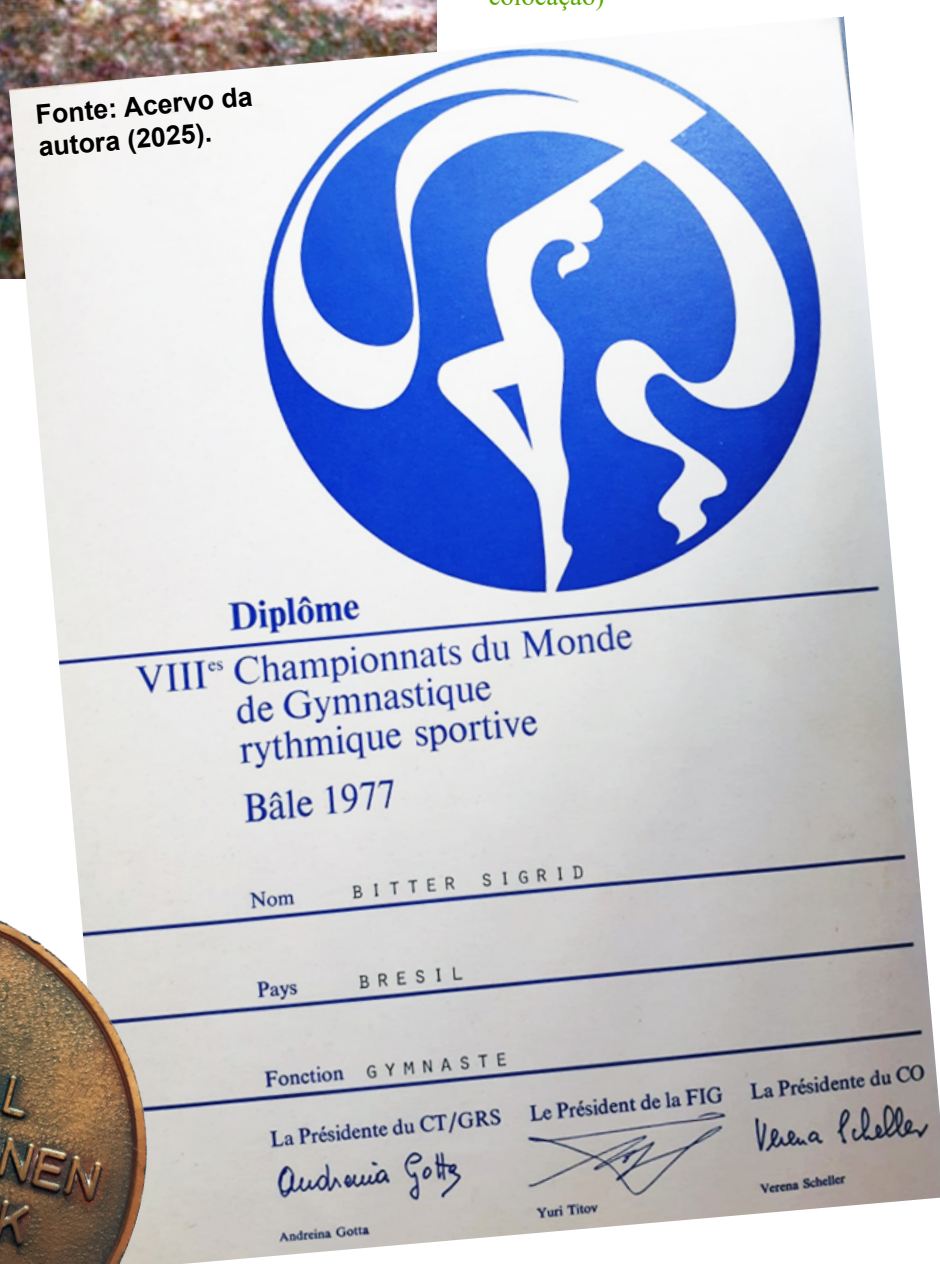 colocação)
Fonte: Acervo da
autora (2025).
Diplôme
VIIIes Championnats du Monde
de Gymnastique
rythmique sportive
Bâle 1977
Nom BITTER SIGRID
Pays BRESIL
Fonction GYMNASTE
La Présidente du CT/GRS Le Président de la FIG La Présidente du CO
Andreina Gotta Verena Scheller
Andreina Gotta Yuri Titov Verena Scheller
L
NEN
K